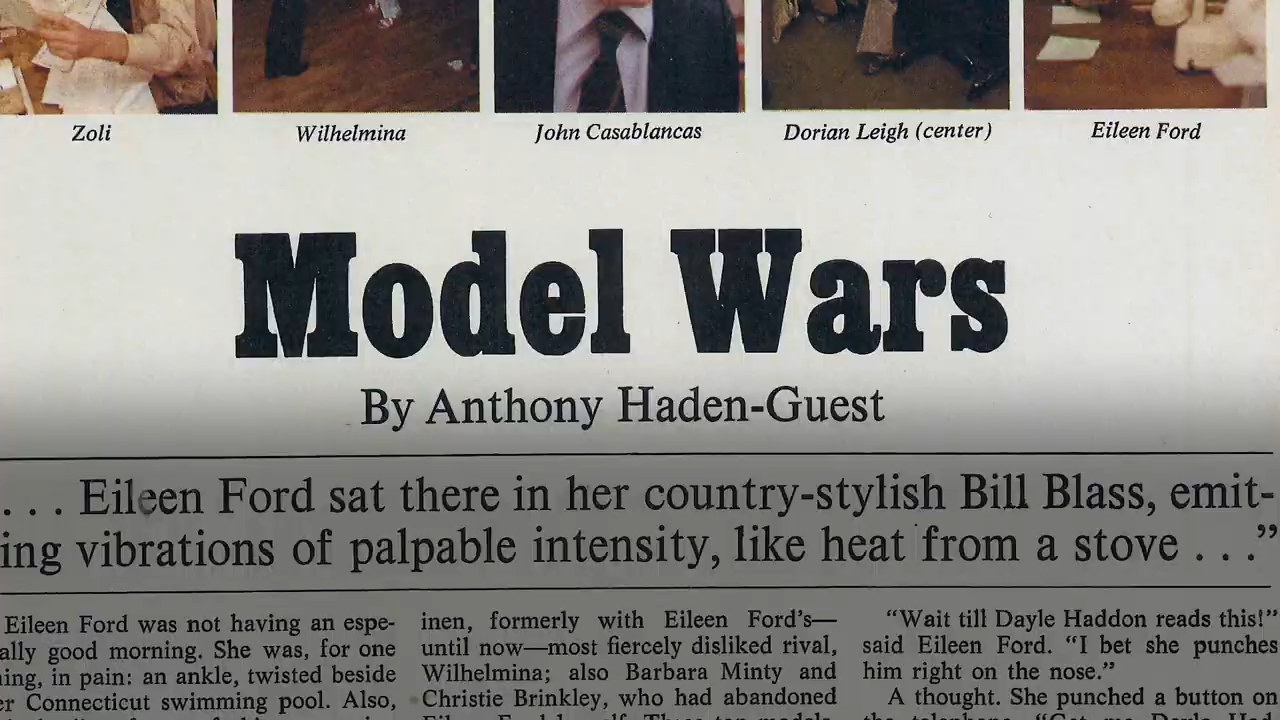 Zoli
Wilhelmina
John Casablancas
Dorian Leigh (center)
Eileen Ford
Model Wars
By Anthony Haden-Guest
. . . Eileen Ford sat there in her country-stylish Bill Blass, emit-
ing vibrations of palpable intensity, like heat from a stove . . .”
Eileen Ford was not having an espe-
ally good morning. She was, for one
ing, in pain: an ankle, twisted beside
er Connecticut swimming pool. Also,
inen, formerly with Eileen Ford’s—
until now—most fiercely disliked rival,
Wilhelmina; also Barbara Minty and
Christie Brinkley, who had abandoned
“Wait till Dayle Haddon reads this!”
said Eileen Ford. “I bet she punches
him right on the nose.”
A thought. She punched a button on